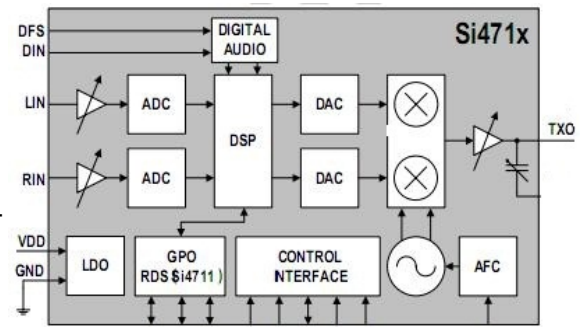 Si471x
DFS
DIN
DIGITAL
AUDIO
LIN
ADC
DSP
DAC
TXO
RIN
ADC
DAC
VDD
GND
LDO
GPO
RDS $i4711 )
CONTROL
INTERFACE
AFC